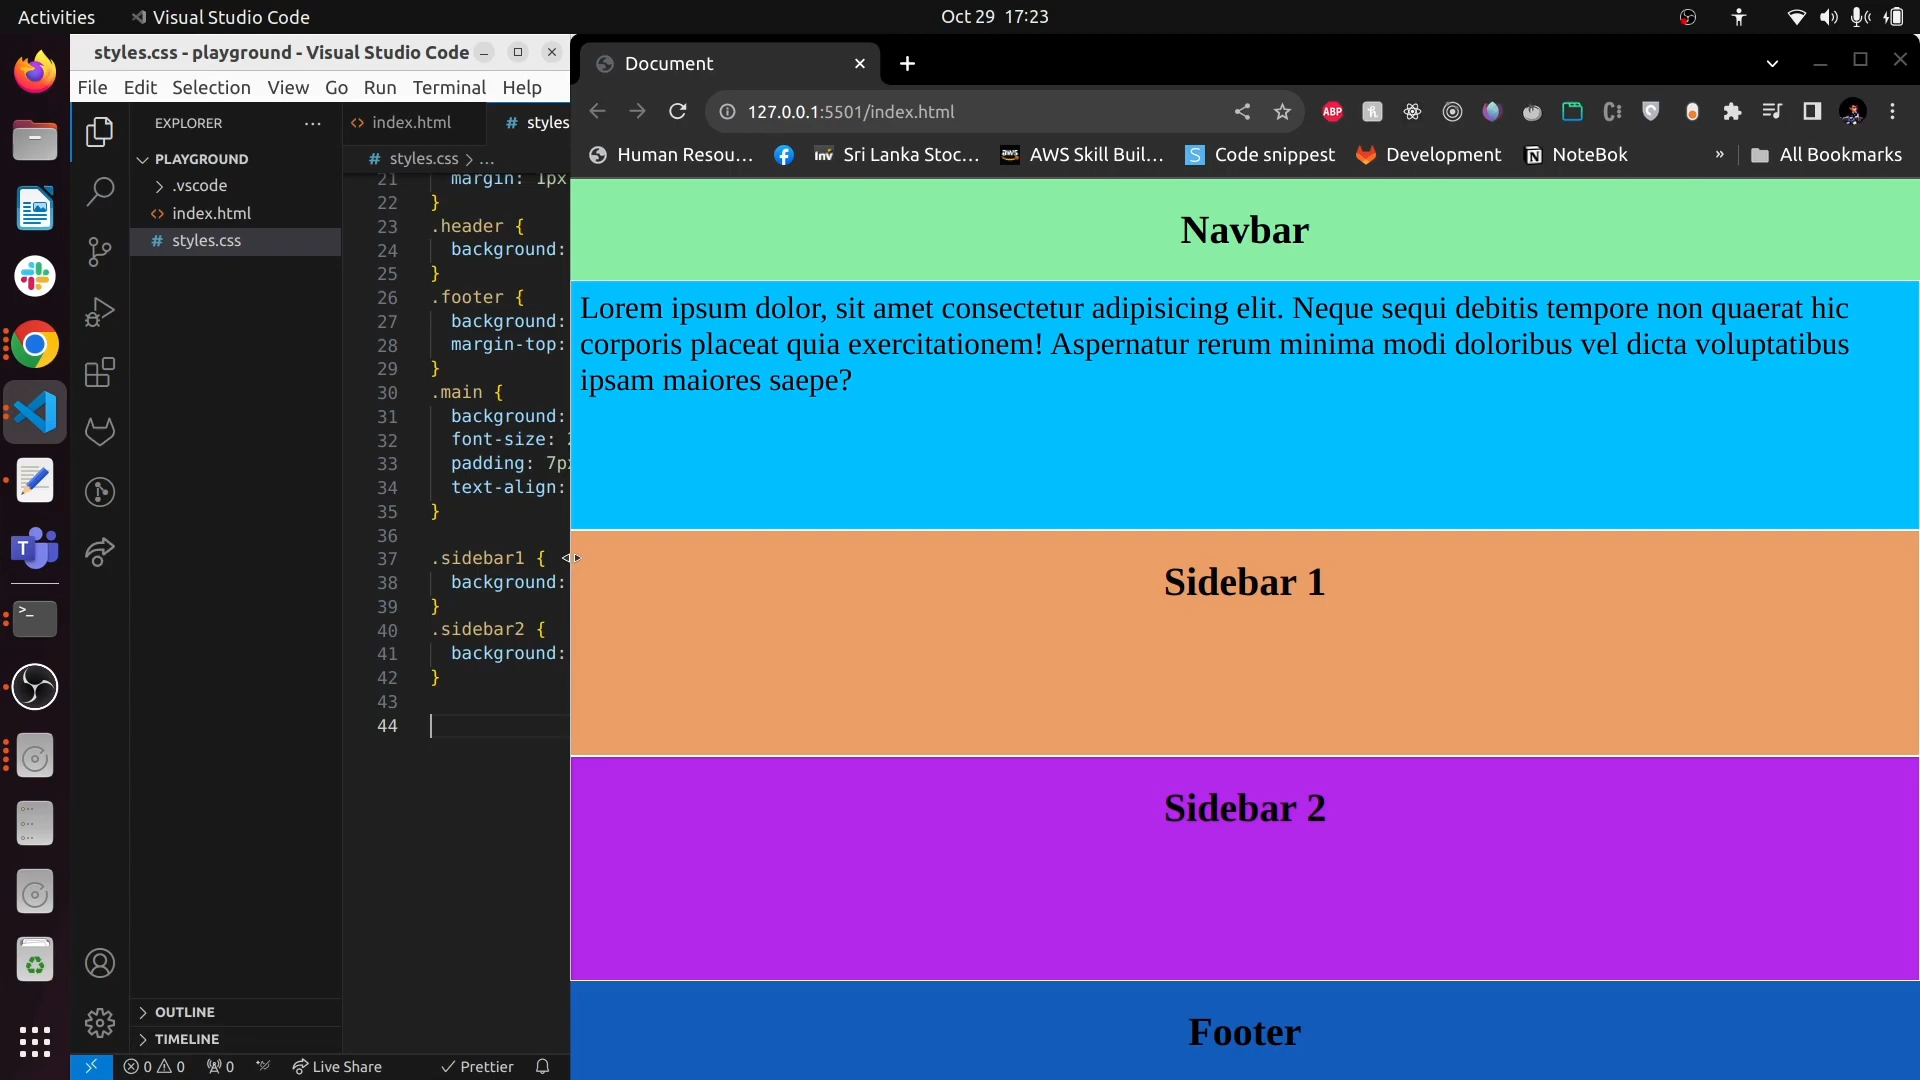 Activities
Visual Studio Code
Oct 29 17:23
styles.css - playground - Visual Studio Code
File Edit Selection View Go Run Terminal Help
EXPLORER
PLAYGROUND
.vscode
index.html
styles.css
index.html
styles
styles.css > ...
21 margin: 1px
22 }
23 .header {
24 background:
25 }
26 .footer {
27 background:
28 margin-top:
29 }
30 .main {
31 background:
32 font-size:
33 padding: 7px
34 text-align:
35 }
36
37 .sidebar1 {
38 background:
39 }
40 .sidebar2 {
41 background:
42 }
43
44
OUTLINE
TIMELINE
0 0 0 Live Share Prettier
Document
127.0.0.1:5501/index.html
ABP
Human Resou...
Inv Sri Lanka Stoc...
aws AWS Skill Buil...
S Code snippest
Development
NoteBok
» All Bookmarks
Navbar
Lorem ipsum dolor, sit amet consectetur adipisicing elit. Neque sequi debitis tempore non quaerat hic
corporis placeat quia exercitationem! Aspernatur rerum minima modi doloribus vel dicta voluptatibus
ipsam maiores saepe?
Sidebar 1
Sidebar 2
Footer